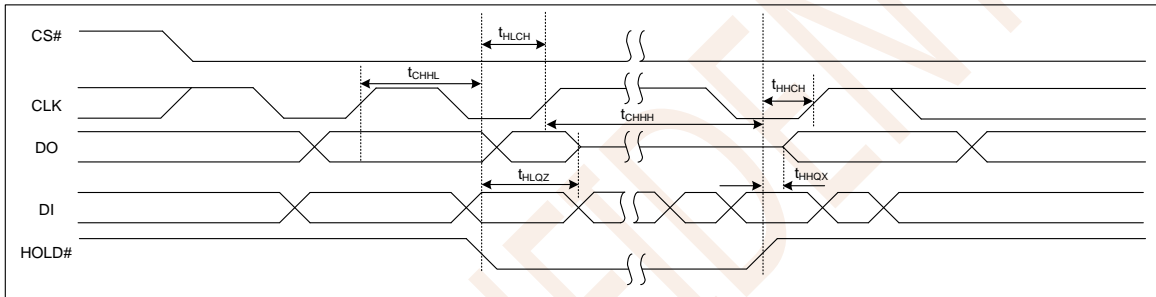 CS#
tHLCH
tCHHL
CLK
tHHCH
tCHHH
DO
tHLQZ
tHHQX
DI
HOLD#